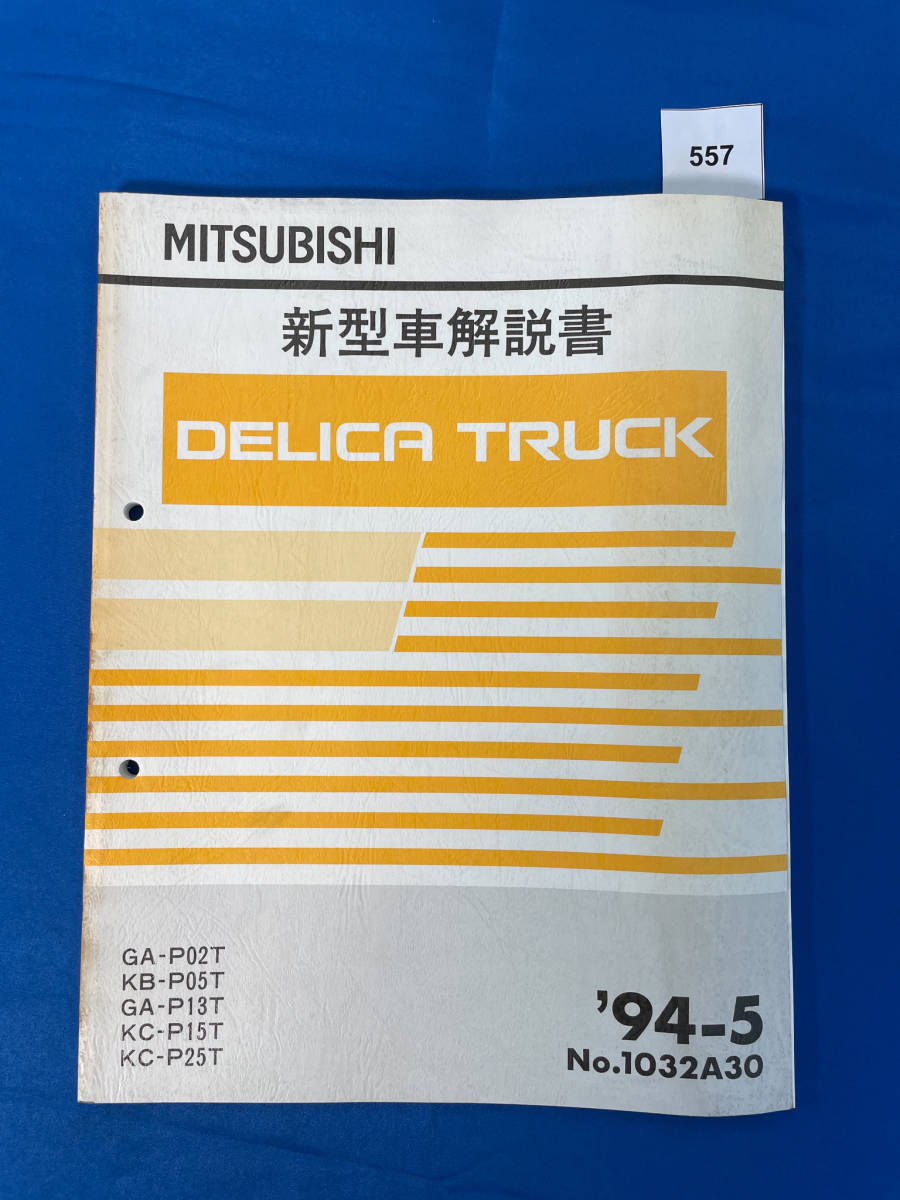 557
MITSUBISHI
新型車解説書
DELICA TRUCK
GA-P02T
KB-P05T
GA-P13T
KC-P15T
KC-P25T
'94-5
No.1032A30